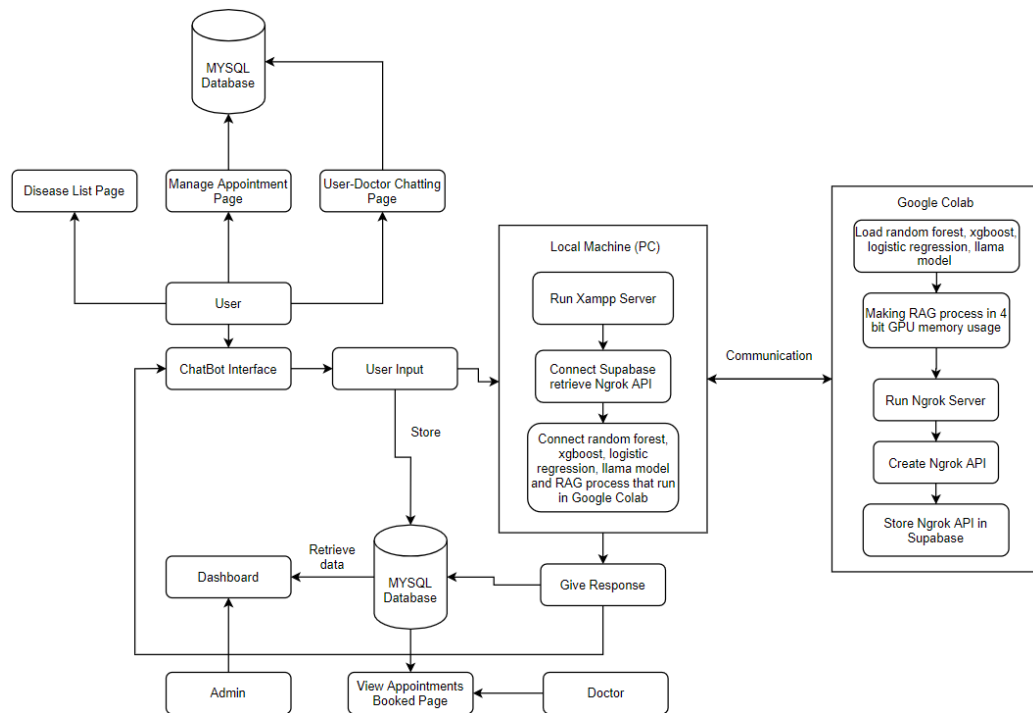 MYSQL
Database
Disease List Page
Manage Appointment
Page
User-Doctor Chatting
Page
User
ChatBot Interface
User Input
Store
Local Machine (PC)
Run Xampp Server
Connect Supabase
retrieve Ngrok API
Connect random forest,
xgboost, logistic
regression, llama model
and RAG process that run
in Google Colab
Communication
Google Colab
Load random forest, xgboost,
logistic regression, llama
model
Making RAG process in 4
bit GPU memory usage
Run Ngrok Server
Create Ngrok API
Store Ngrok API in
Supabase
Give Response
MYSQL
Database
Retrieve
data
Dashboard
Admin
View Appointments
Booked Page
Doctor